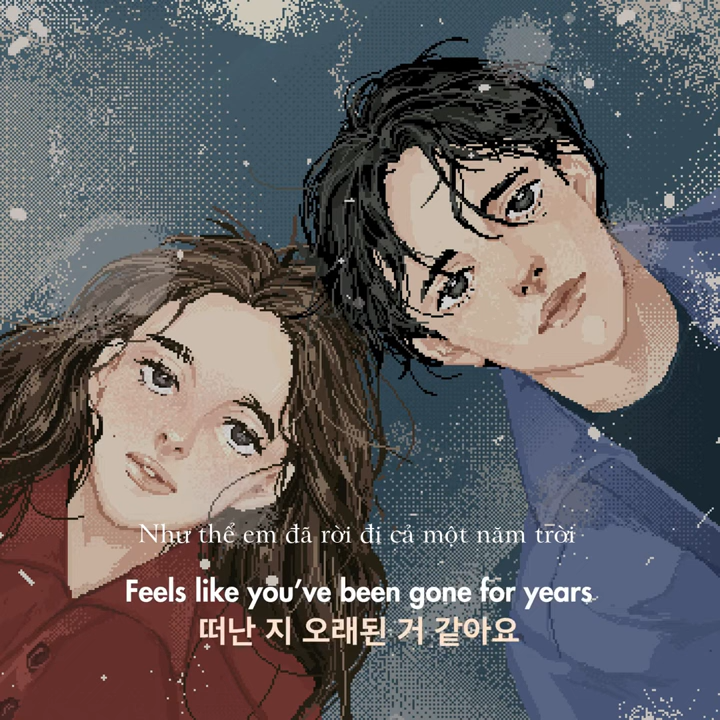 Như thể em đã rời đi cả một năm trời
Feels like you've been gone for years
떠난 지 오래된 거 같아요